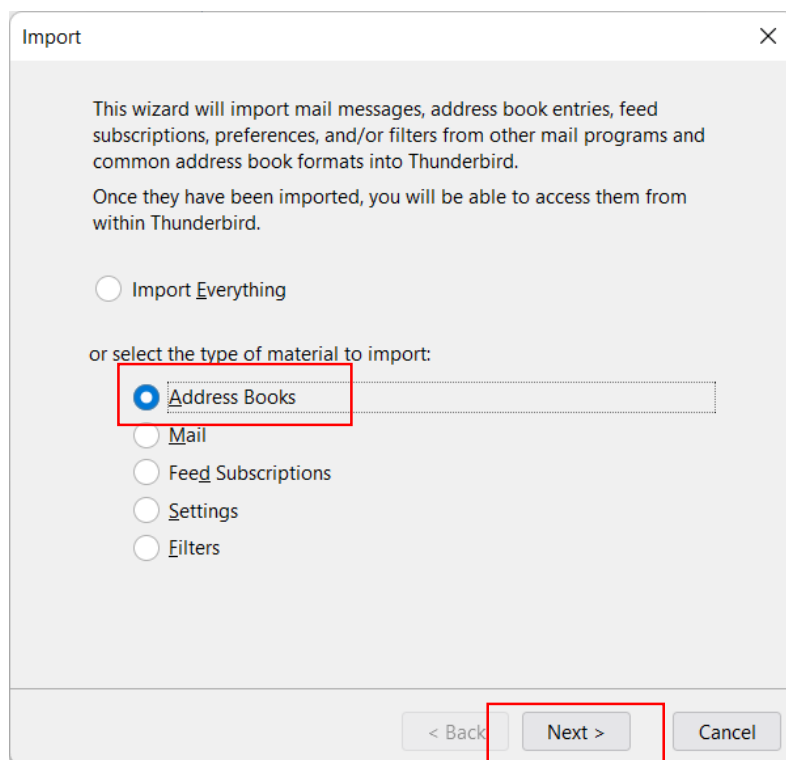 Import
This wizard will import mail messages, address book entries, feed
subscriptions, preferences, and/or filters from other mail programs and
common address book formats into Thunderbird.
Once they have been imported, you will be able to access them from
within Thunderbird.
Import Everything
or select the type of material to import:
Address Books
Mail
Feed Subscriptions
Settings
Filters
< Back Next > Cancel